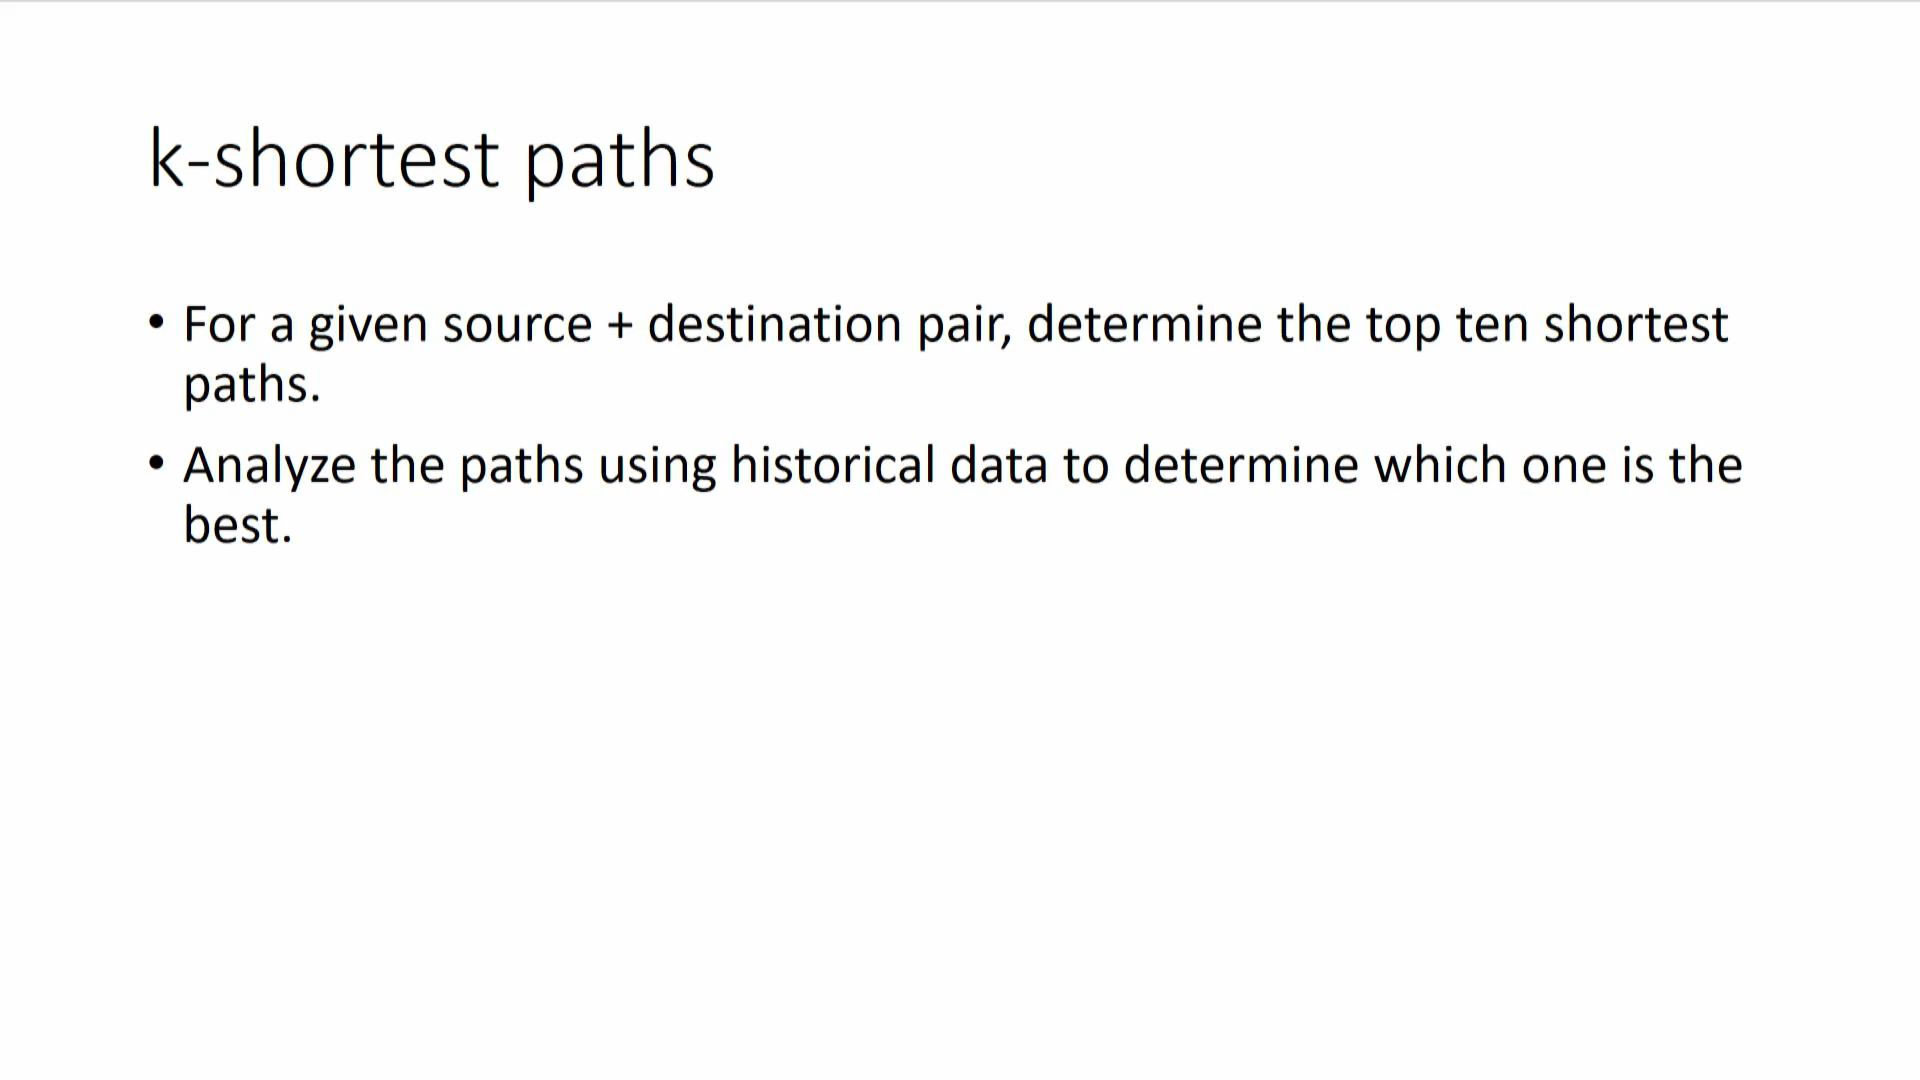 k-shortest paths
• For a given source + destination pair, determine the top ten shortest
paths.
• Analyze the paths using historical data to determine which one is the
best.